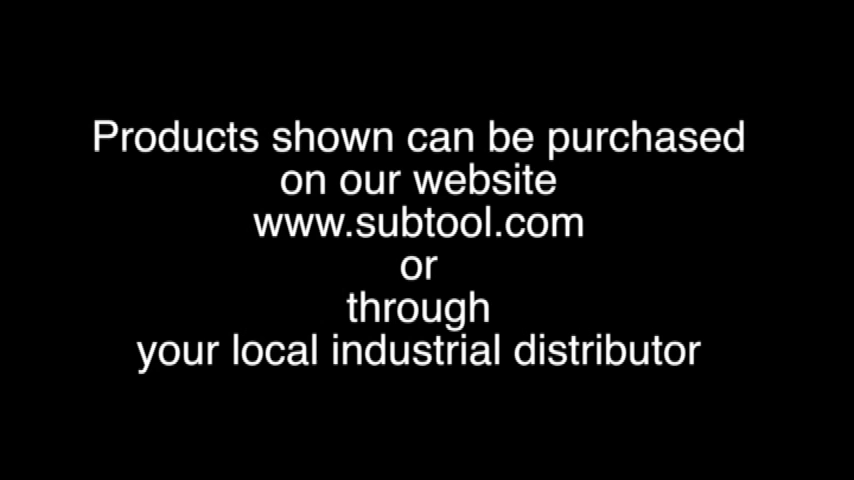 Products shown can be purchased
on our website
www.subtool.com
or
through
your local industrial distributor